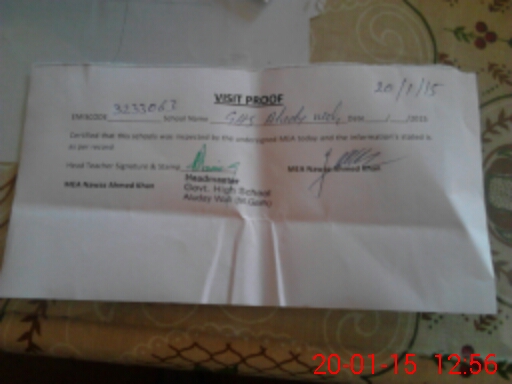 VISIT PROOF
20/1/15
EMISCODE 3233067 School Name GHS Date / /2015
Certified that this schools was inspected by the undersigned MEA today and the information's stated is
as per record
Head Teacher Signature & Stamp
MEA Nawaz Ahmed Khan
MEA Nawaz Ahmed Khan
Headmaster
Govt. High School
20-01-15 12:56